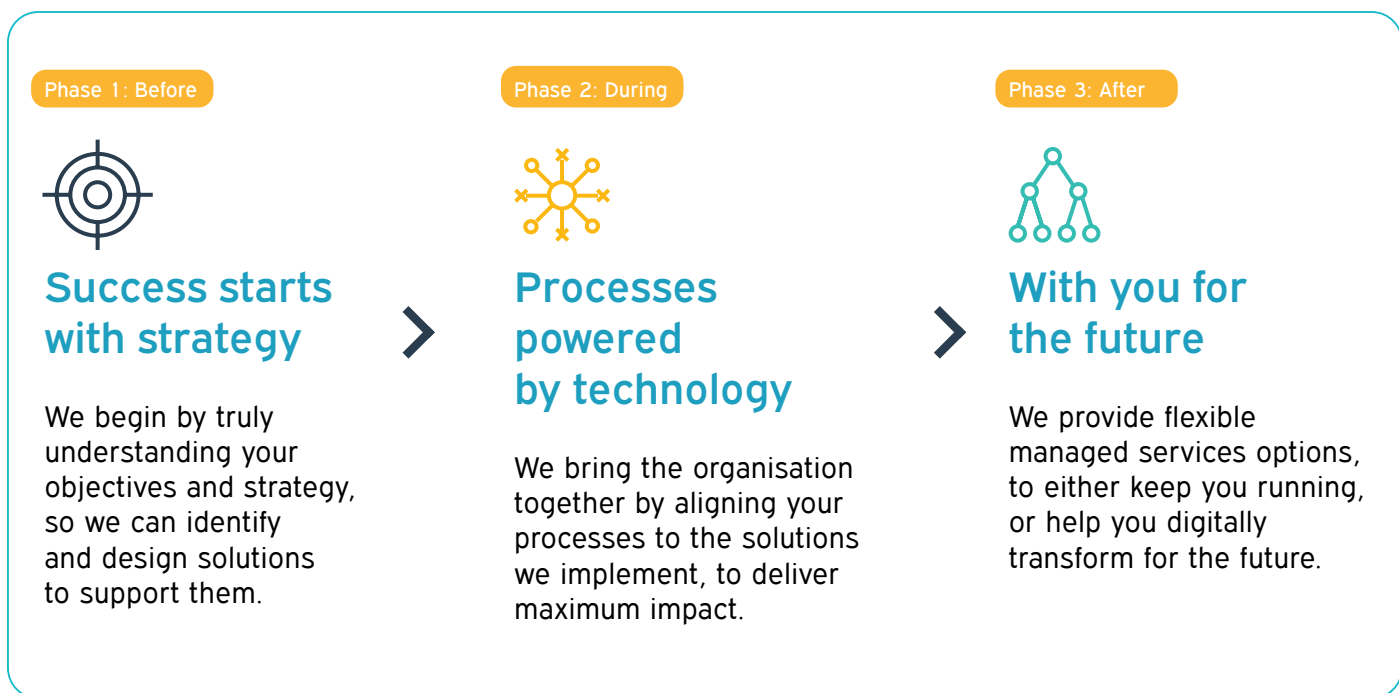 Phase 1: Before
Success starts
with strategy
We begin by truly
understanding your
objectives and strategy,
so we can identify
and design solutions
to support them.
Phase 2: During
Processes
powered
by technology
We bring the organisation
together by aligning your
processes to the solutions
we implement, to deliver
maximum impact.
Phase 3: After
With you for
the future
We provide flexible
managed services options,
to either keep you running,
or help you digitally
transform for the future.